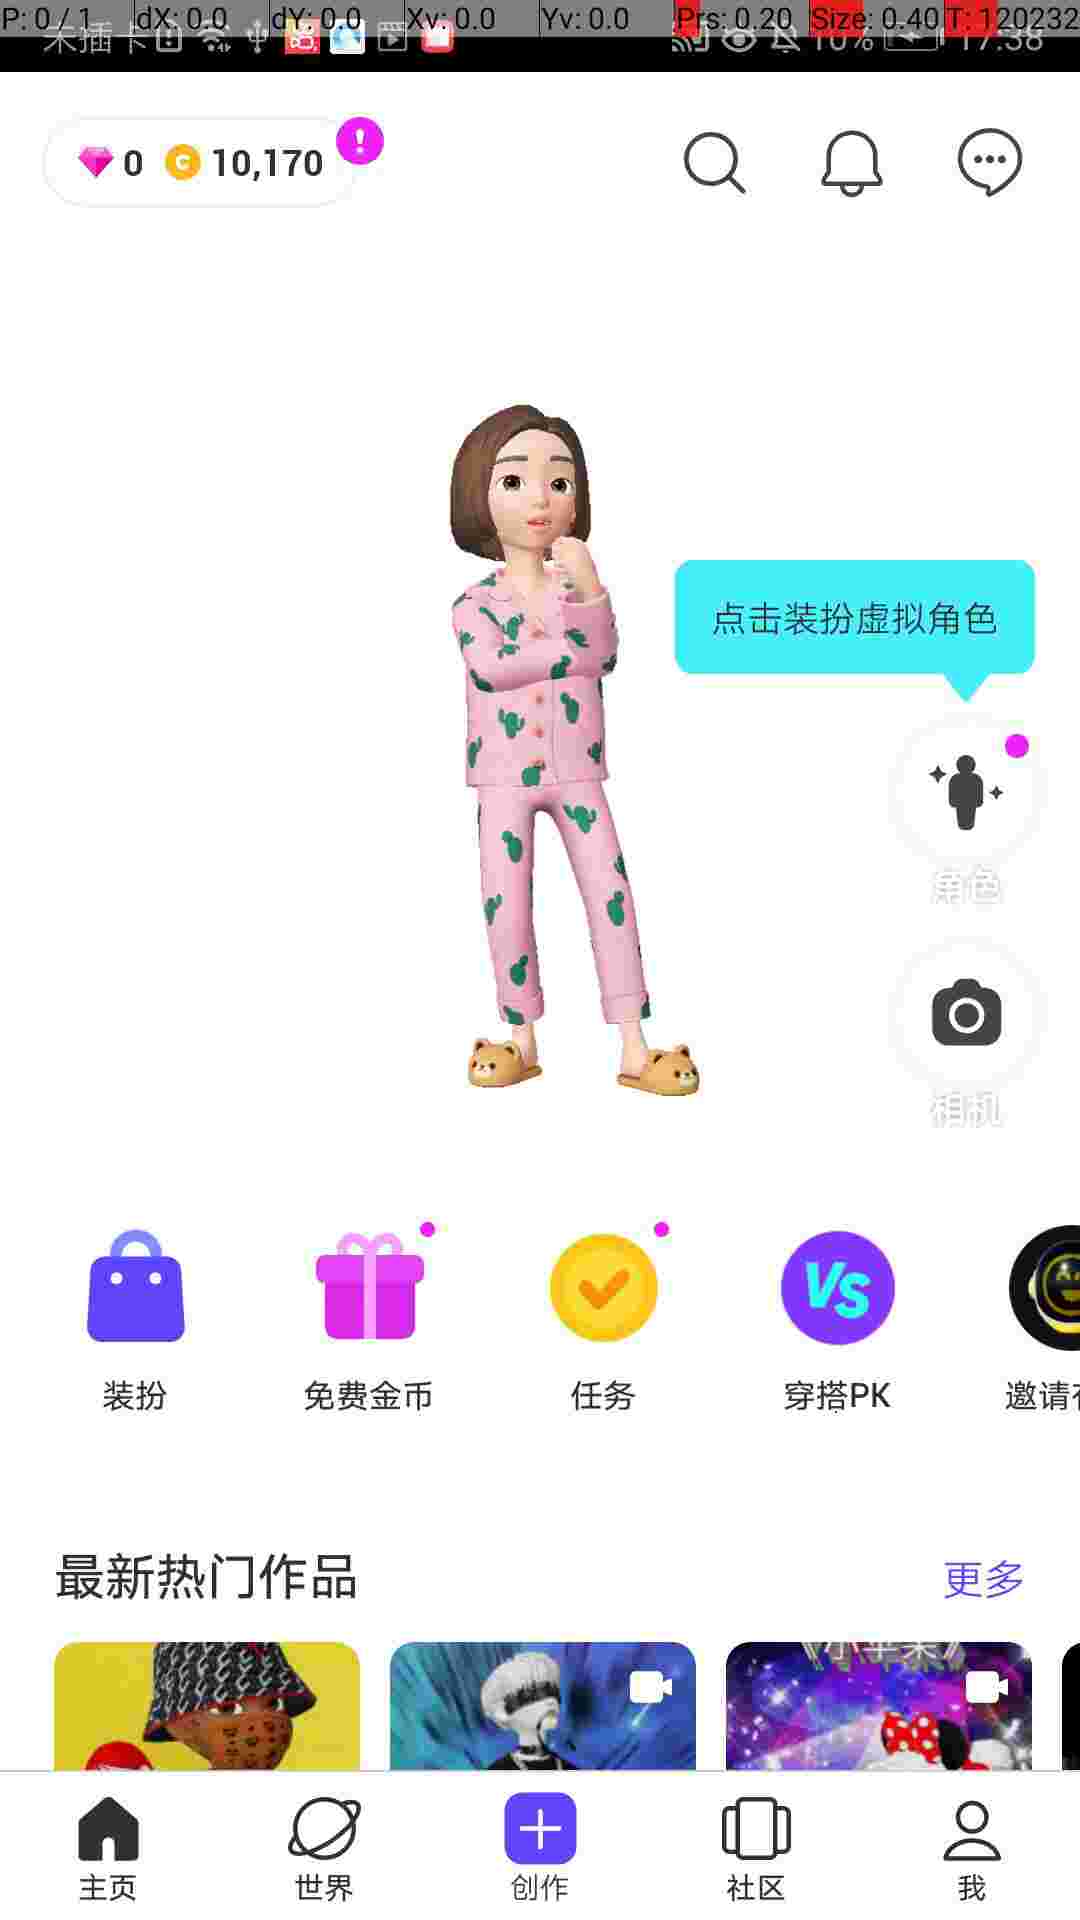 P: 0 / 1 dX: 0.0 dY: 0.0 Xv: 0.0 Yv: 0.0 Prs: 0.20 Size: 0.40 T: 120232
未插卡 10% 17:38
0 10,170
点击装扮虚拟角色
角色
相机
VS
装扮 免费金币 任务 穿搭PK 邀请
最新热门作品 更多
《小苹果》
主页 世界 创作 社区 我